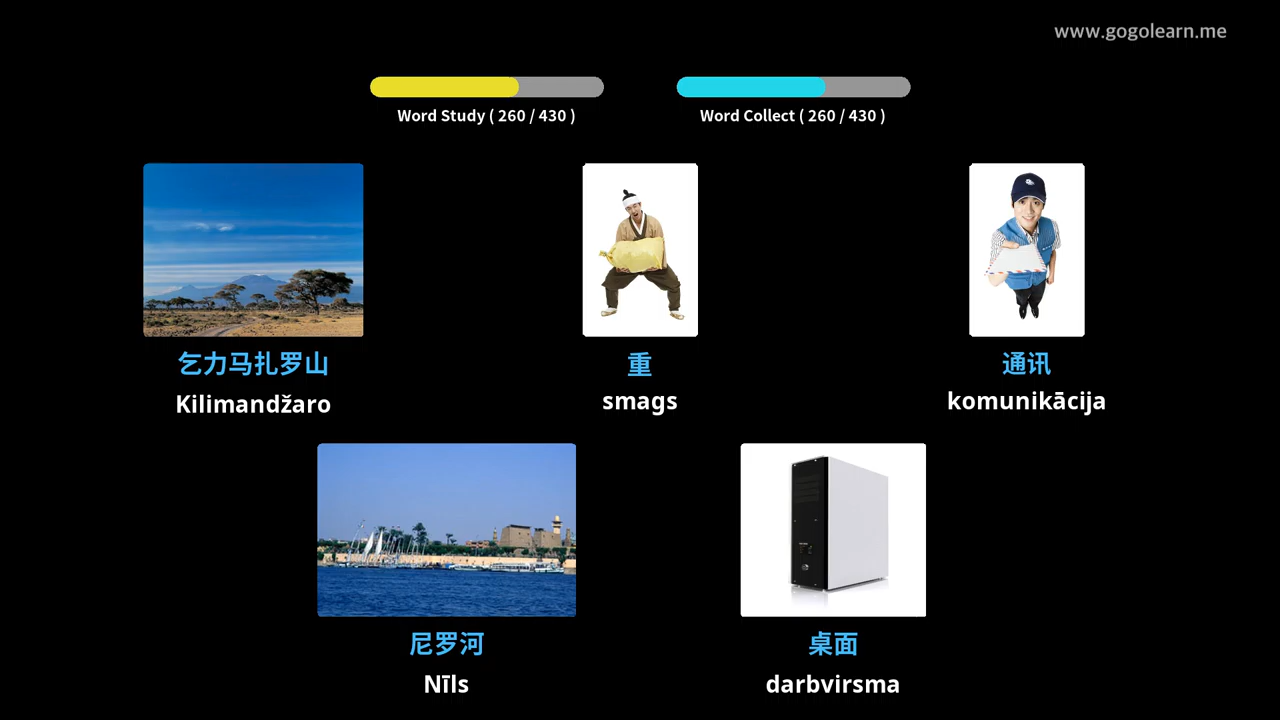 www.gogolearn.me
Word Study ( 260 / 430 )
Word Collect ( 260 / 430 )
乞力马扎罗山
Kilimandžaro
重
smags
通讯
komunikācija
尼罗河
Nīls
桌面
darbvirsma